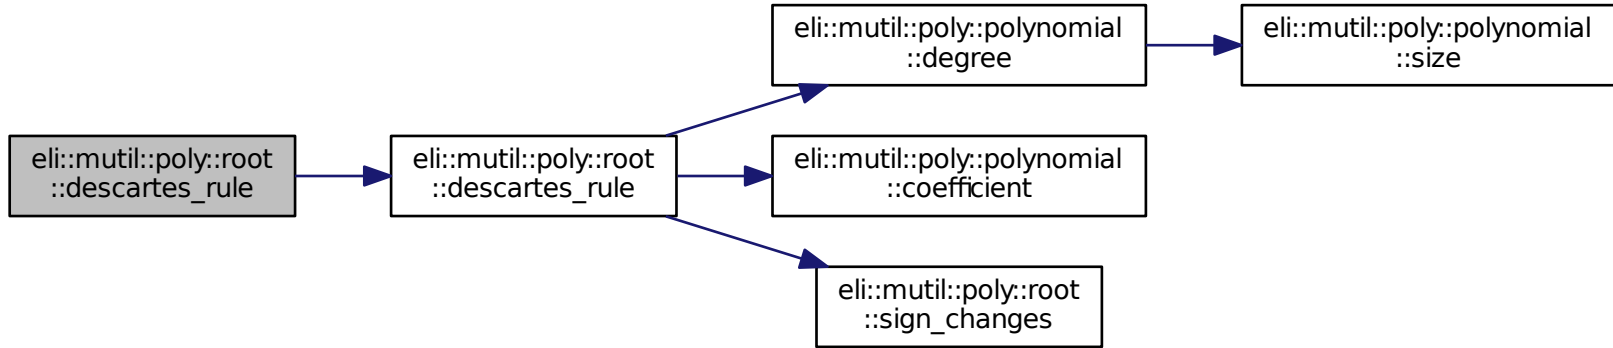 eli::mutil::poly::root
::descartes_rule
eli::mutil::poly::root
::descartes_rule
eli::mutil::poly::polynomial
::degree
eli::mutil::poly::polynomial
::size
eli::mutil::poly::polynomial
::coefficient
eli::mutil::poly::root
::sign_changes